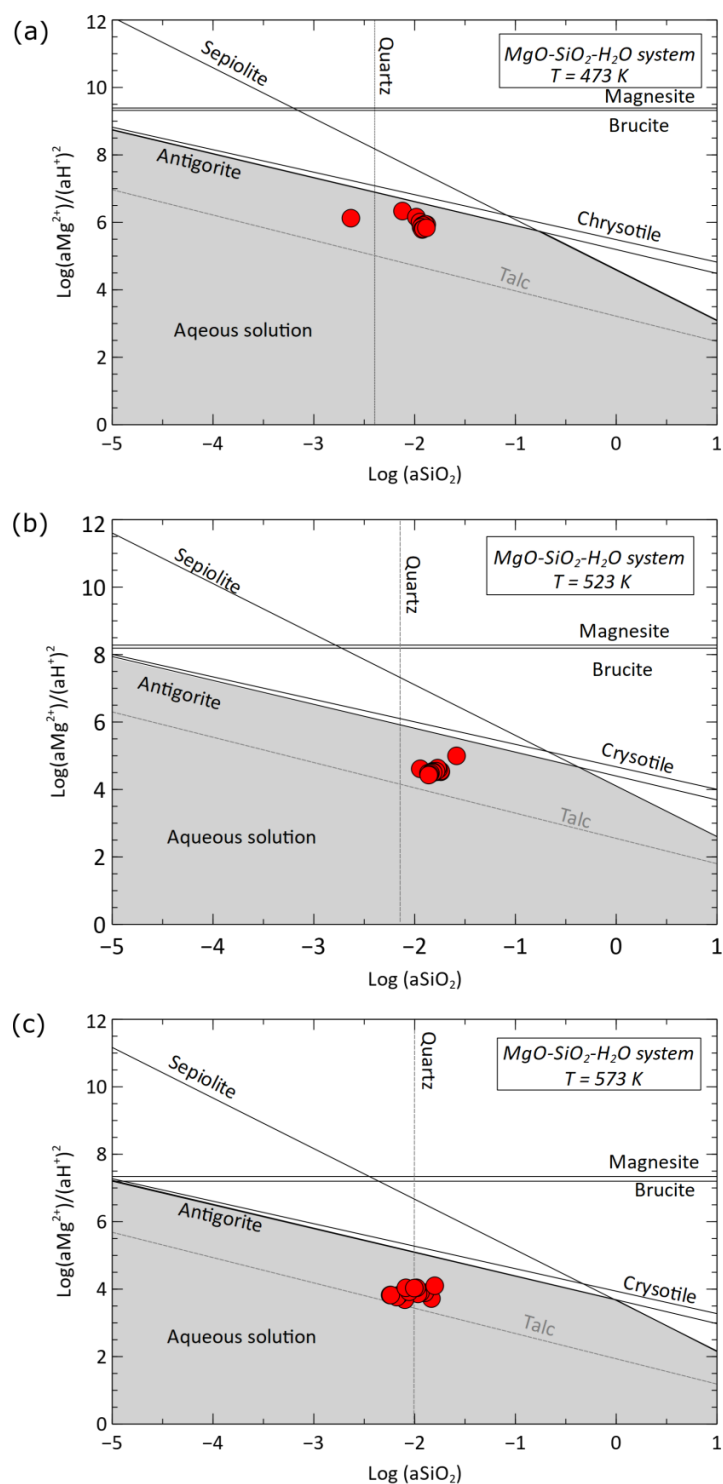 (a)
12
10
8
6
4
2
0
Log(aMg²⁺)/(aH⁺)²
Sepiolite
Quartz
MgO-SiO₂-H₂O system
T = 473 K
Magnesite
Brucite
Antigorite
Chrysotile
Talc
Aqeous solution
−5 −4 −3 −2 −1 0 1
Log (aSiO₂)
(b)
12
10
8
6
4
2
0
Log(aMg²⁺)/(aH⁺)²
Sepiolite
Quartz
MgO-SiO₂-H₂O system
T = 523 K
Magnesite
Brucite
Antigorite
Crysotile
Talc
Aqueous solution
−5 −4 −3 −2 −1 0 1
Log (aSiO₂)
(c)
12
10
8
6
4
2
0
Log(aMg²⁺)/(aH⁺)²
Sepiolite
Quartz
MgO-SiO₂-H₂O system
T = 573 K
Magnesite
Brucite
Antigorite
Crysotile
Talc
Aqueous solution
−5 −4 −3 −2 −1 0 1
Log (aSiO₂)